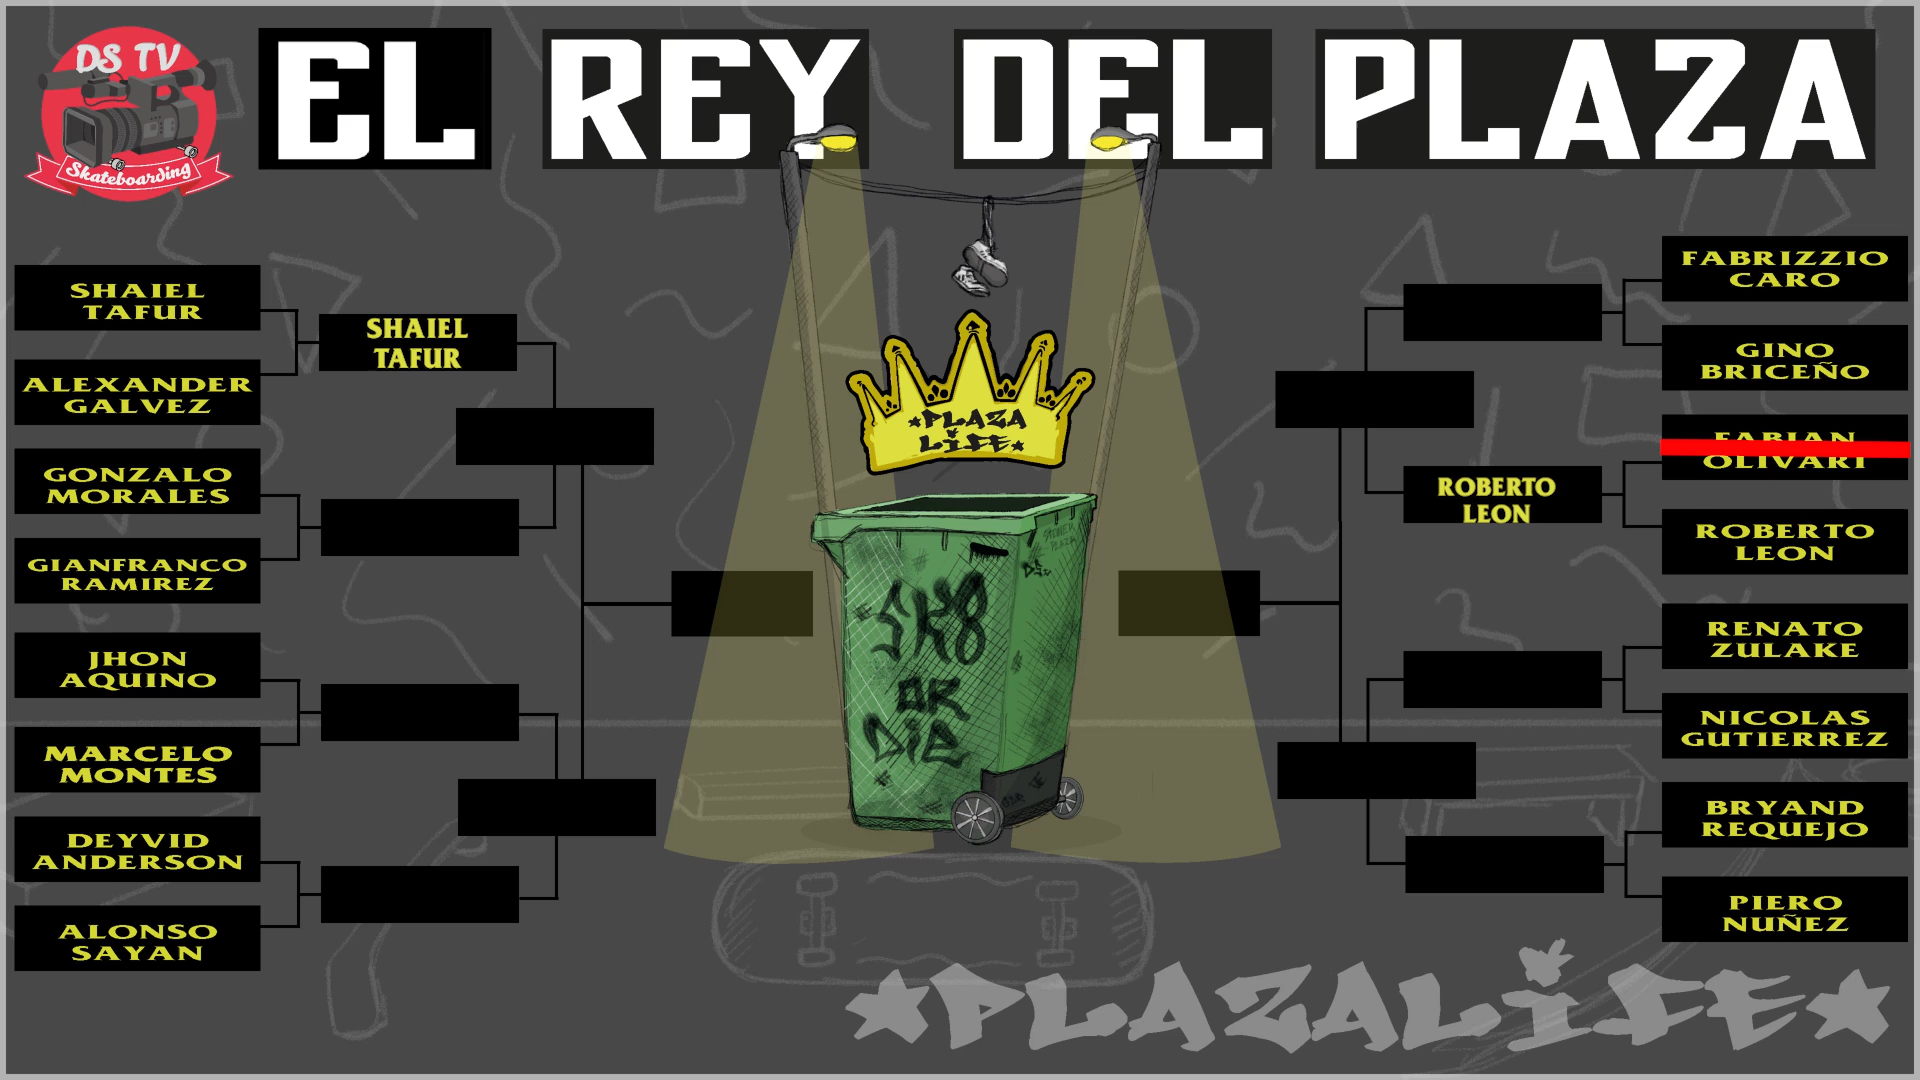 DS TV
Skateboarding
EL REY DEL PLAZA
SHAIEL
TAFUR
ALEXANDER
GALVEZ
GONZALO
MORALES
GIANFRANCO
RAMIREZ
JHON
AQUINO
MARCELO
MONTES
DEYVID
ANDERSON
ALONSO
SAYAN
SHAIEL
TAFUR
★PLAZA
LIFE★
SK8
OR
DIE
ROBERTO
LEON
FABRIZZIO
CARO
GINO
BRICEÑO
FABIAN
OLIVARI
ROBERTO
LEON
RENATO
ZULAKE
NICOLAS
GUTIERREZ
BRYAND
REQUEJO
PIERO
NUÑEZ
★PLAZALIFE★